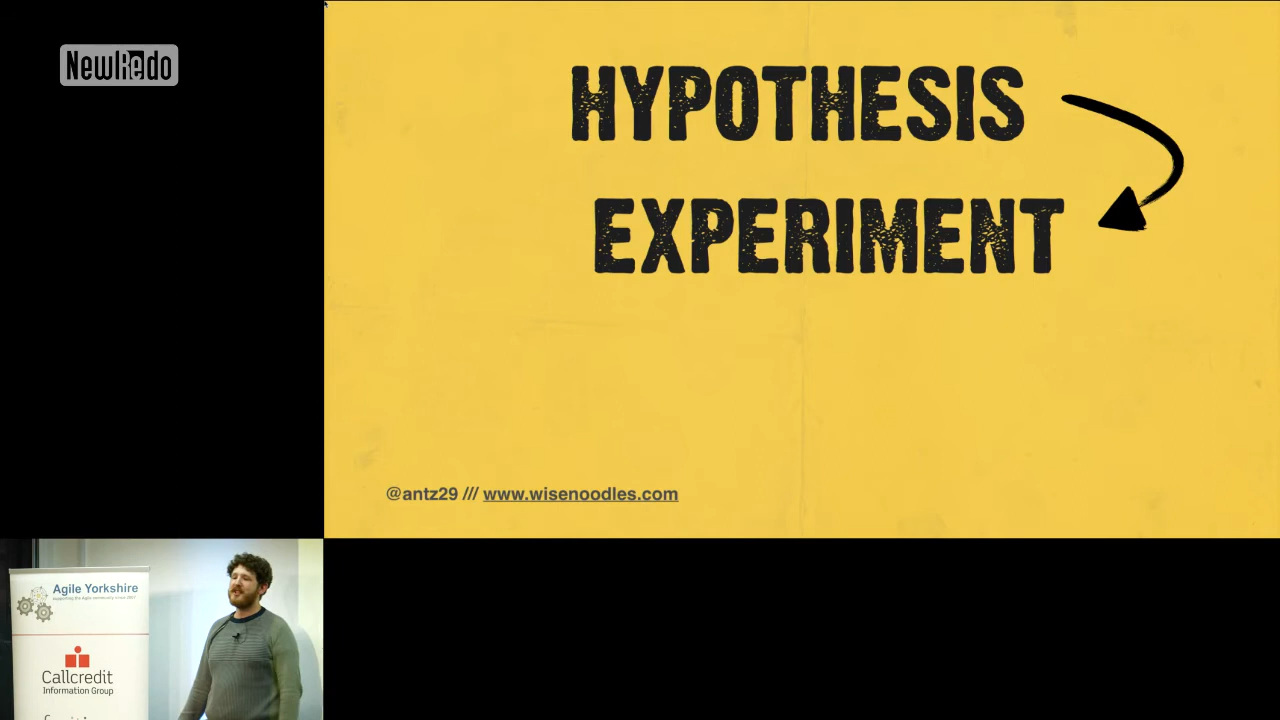 NewRedo
HYPOTHESIS
EXPERIMENT
@antz29 /// www.wisenoodles.com
Agile Yorkshire
Callcredit
Information Group